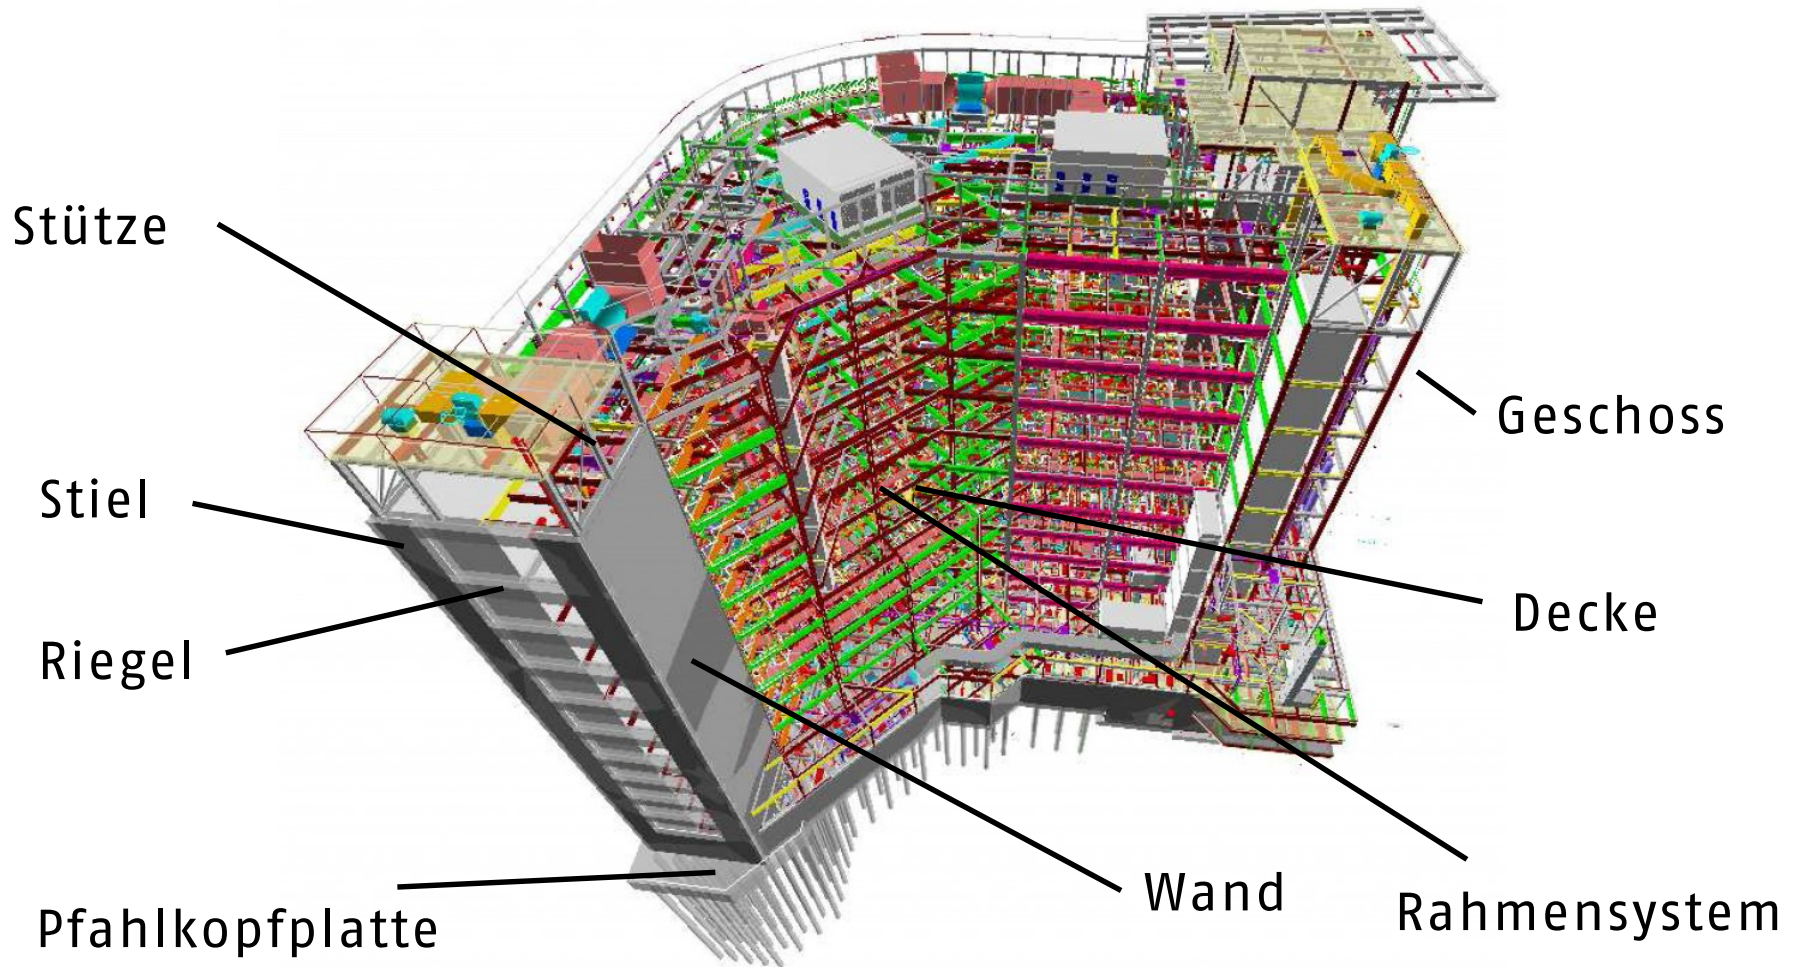 Stütze
Geschoss
Stiel
Decke
Riegel
Wand
Rahmensystem
Pfahlkopfplatte